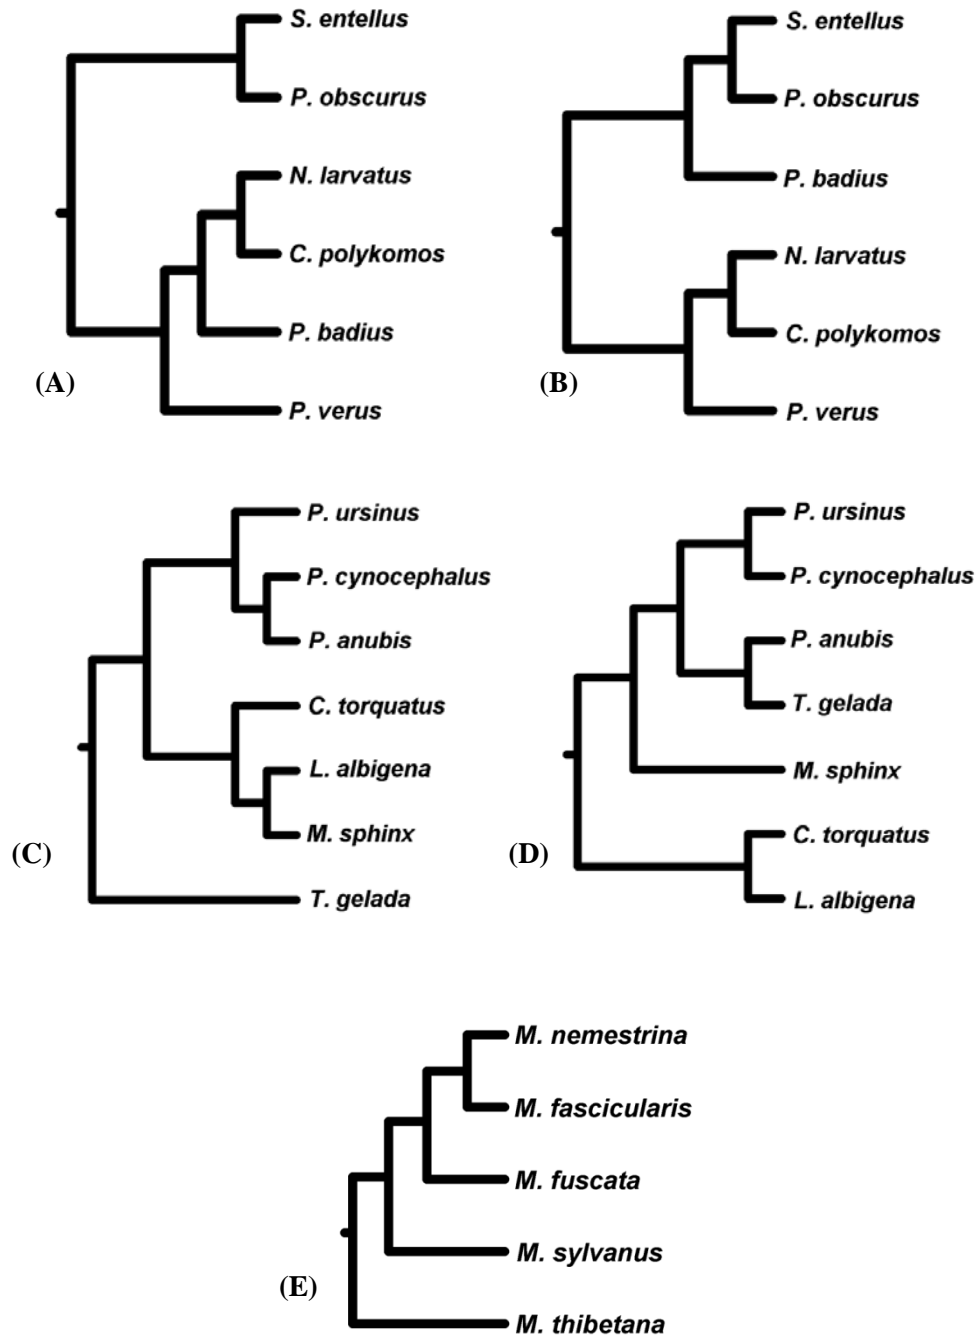 S. entellus
P. obscurus
N. larvatus
C. polykomos
P. badius
P. verus
(A)
S. entellus
P. obscurus
P. badius
N. larvatus
C. polykomos
P. verus
(B)
P. ursinus
P. cynocephalus
P. anubis
C. torquatus
L. albigena
M. sphinx
T. gelada
(C)
P. ursinus
P. cynocephalus
P. anubis
T. gelada
M. sphinx
C. torquatus
L. albigena
(D)
M. nemestrina
M. fascicularis
M. fuscata
M. sylvanus
M. thibetana
(E)